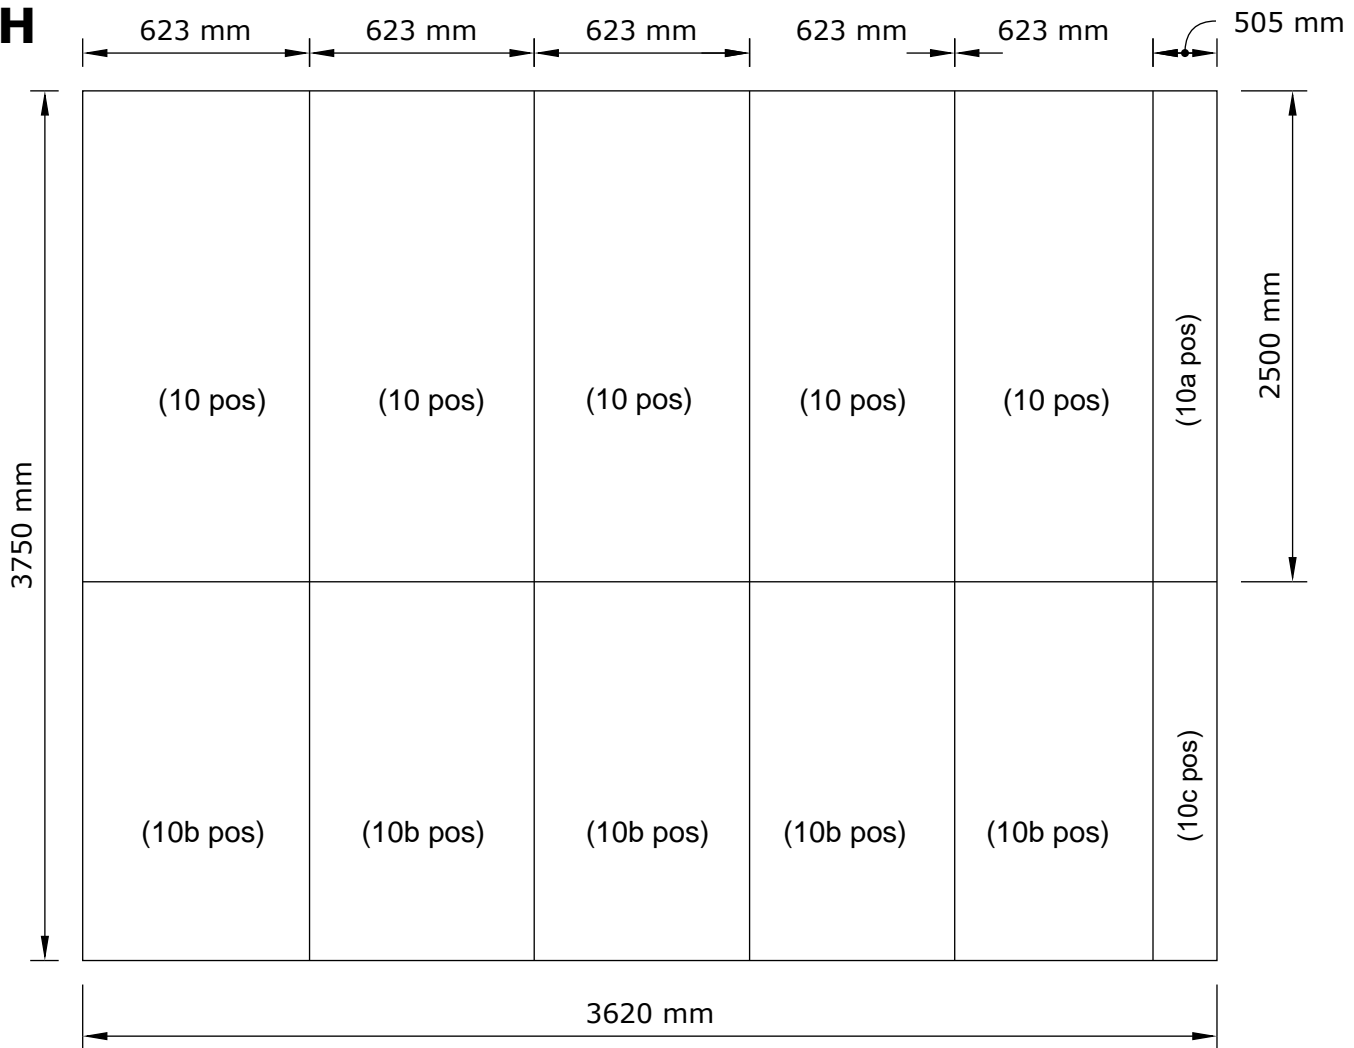 H
623 mm
623 mm
623 mm
623 mm
623 mm
505 mm
(10 pos)
(10 pos)
(10 pos)
(10 pos)
(10 pos)
(10a pos)
2500 mm
3750 mm
(10b pos)
(10b pos)
(10b pos)
(10b pos)
(10b pos)
(10c pos)
3620 mm